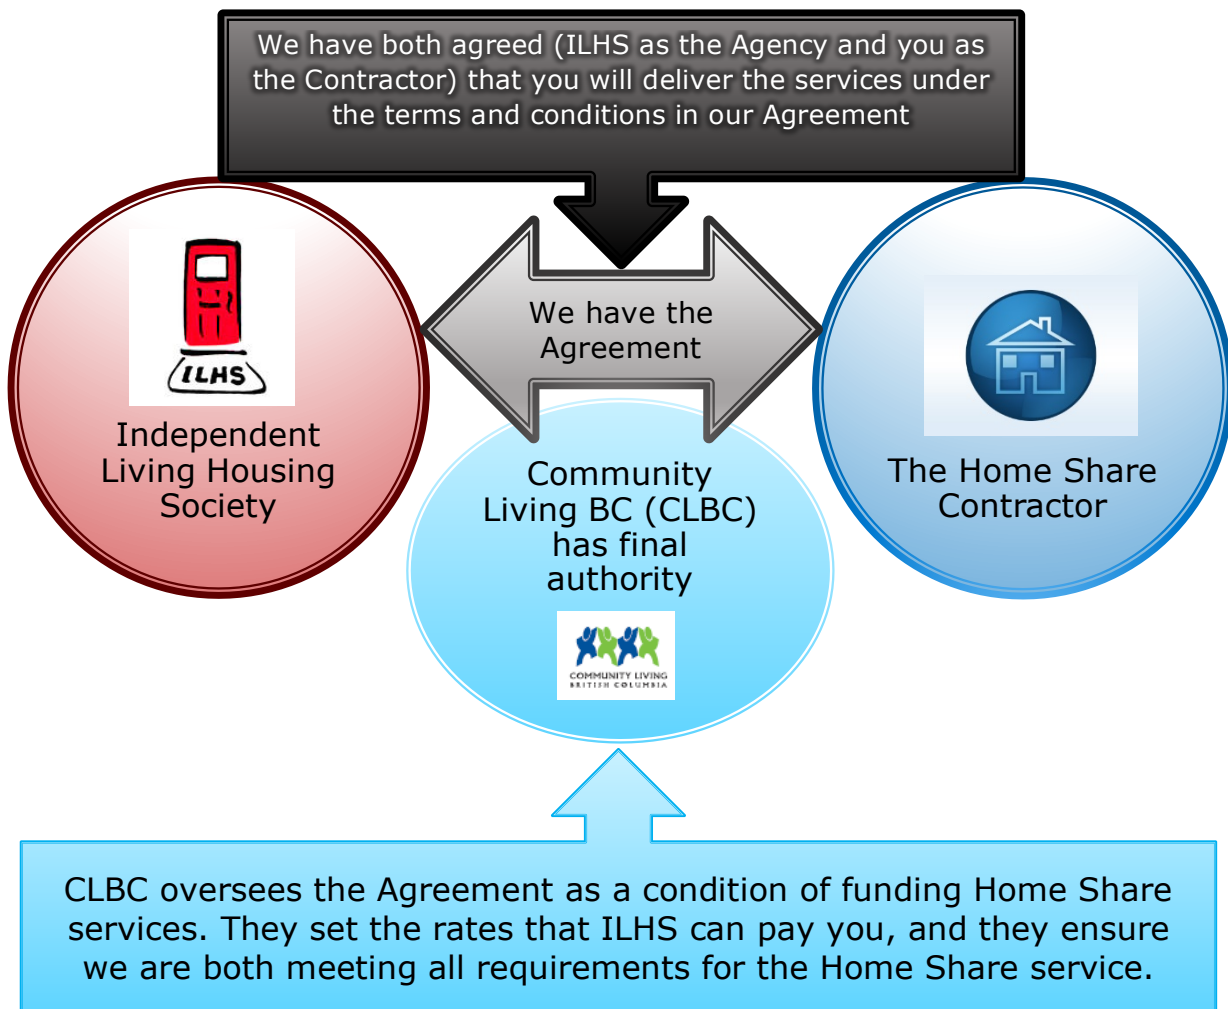 We have both agreed (ILHS as the Agency and you as
the Contractor) that you will deliver the services under
the terms and conditions in our Agreement
ILHS
Independent
Living Housing
Society
We have the
Agreement
The Home Share
Contractor
Community
Living BC (CLBC)
has final
authority
COMMUNITY LIVING
BRITISH COLUMBIA
CLBC oversees the Agreement as a condition of funding Home Share
services. They set the rates that ILHS can pay you, and they ensure
we are both meeting all requirements for the Home Share service.